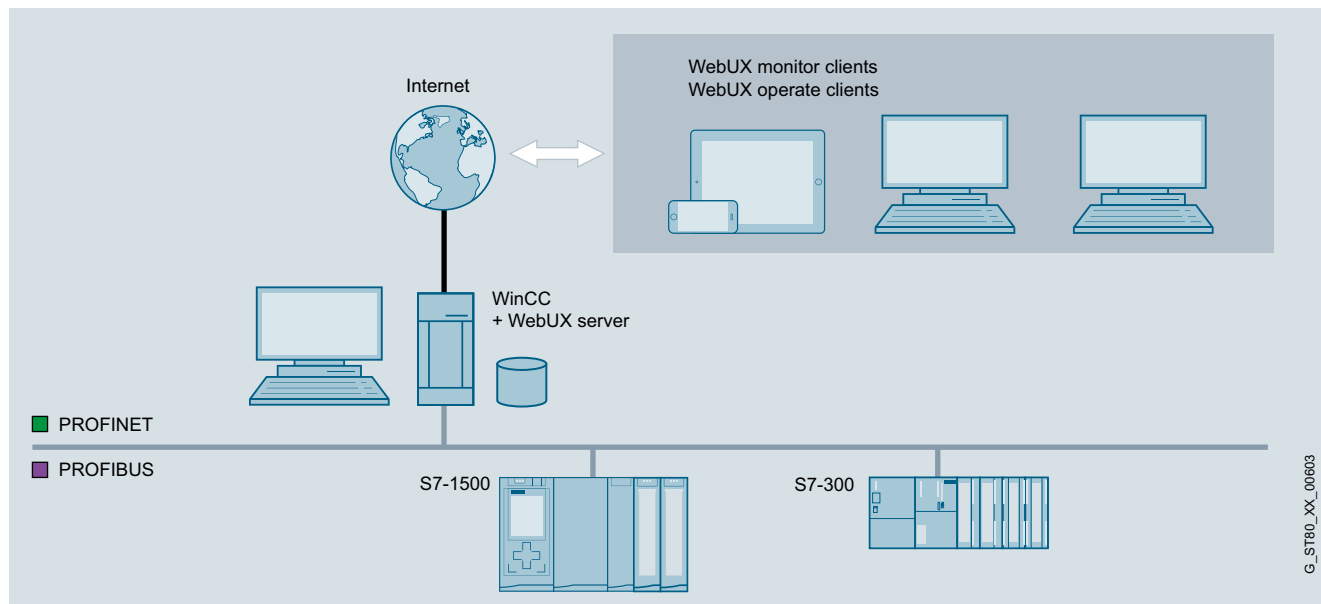 WebUX monitor clients
WebUX operate clients
Internet
WinCC
+ WebUX server
PROFINET
PROFIBUS
S7-1500
S7-300
G_ST80_XX_00603